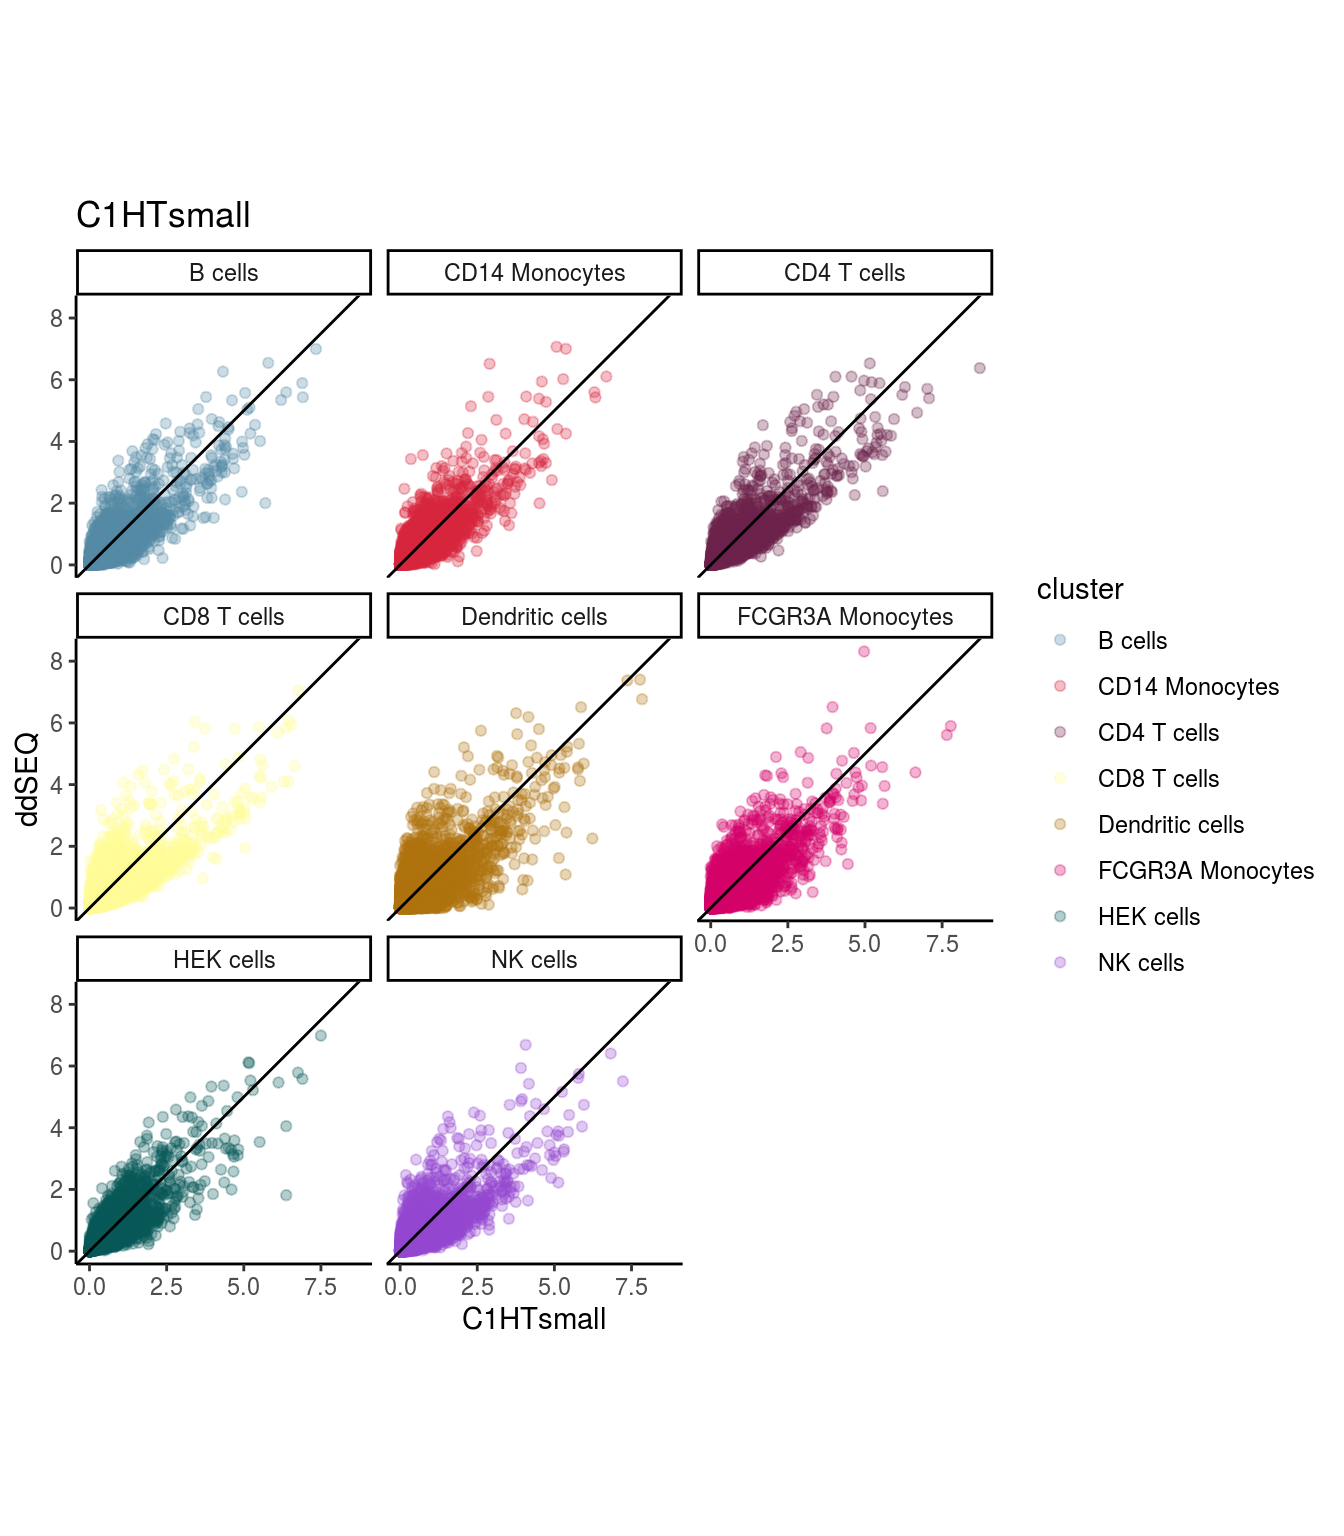 C1HTsmall
B cells
CD14 Monocytes
CD4 T cells
8
6
4
2
0
CD8 T cells
Dendritic cells
FCGR3A Monocytes
8
6
4
2
0
0.0 2.5 5.0 7.5
HEK cells
NK cells
8
6
4
2
0
0.0 2.5 5.0 7.5
0.0 2.5 5.0 7.5
C1HTsmall
ddSEQ
cluster
B cells
CD14 Monocytes
CD4 T cells
CD8 T cells
Dendritic cells
FCGR3A Monocytes
HEK cells
NK cells